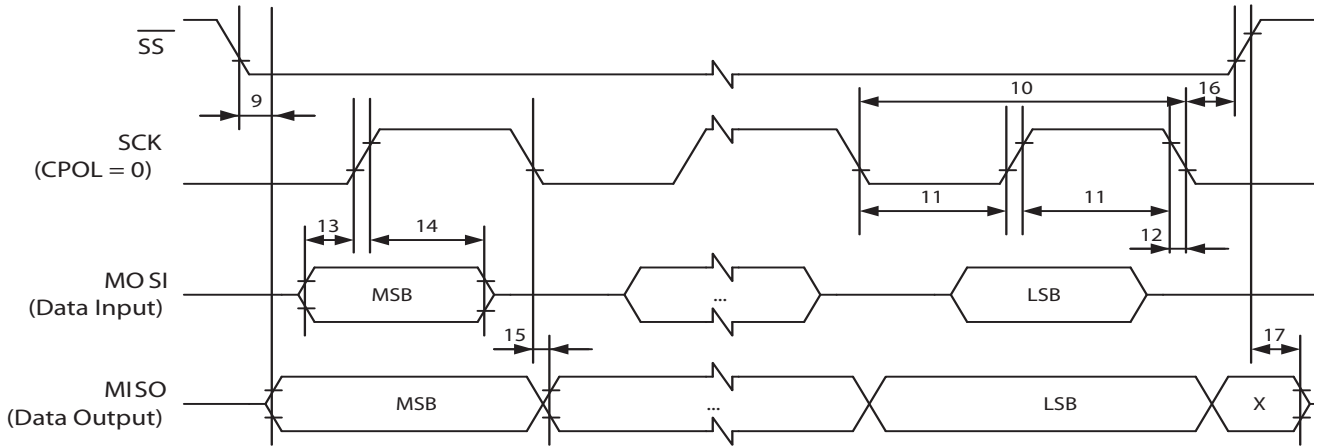 SS
9
10
16
SCK
(CPOL = 0)
11
11
13
14
12
MOSI
(Data Input)
MSB
...
LSB
15
17
MISO
(Data Output)
MSB
...
LSB
X